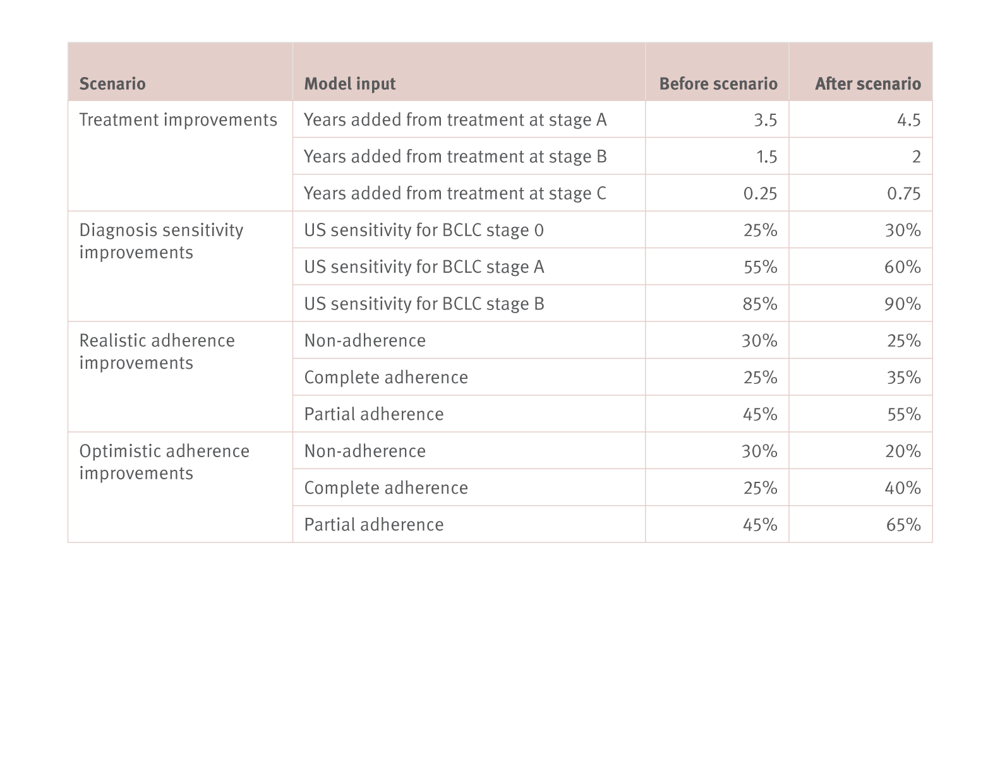 Scenario Model input Before scenario After scenario
Treatment improvements Years added from treatment at stage A 3.5 4.5
Years added from treatment at stage B 1.5 2
Years added from treatment at stage C 0.25 0.75
Diagnosis sensitivity US sensitivity for BCLC stage 0 25% 30%
improvements
US sensitivity for BCLC stage A 55% 60%
US sensitivity for BCLC stage B 85% 90%
Realistic adherence Non-adherence 30% 25%
improvements
Complete adherence 25% 35%
Partial adherence 45% 55%
Optimistic adherence Non-adherence 30% 20%
improvements
Complete adherence 25% 40%
Partial adherence 45% 65%